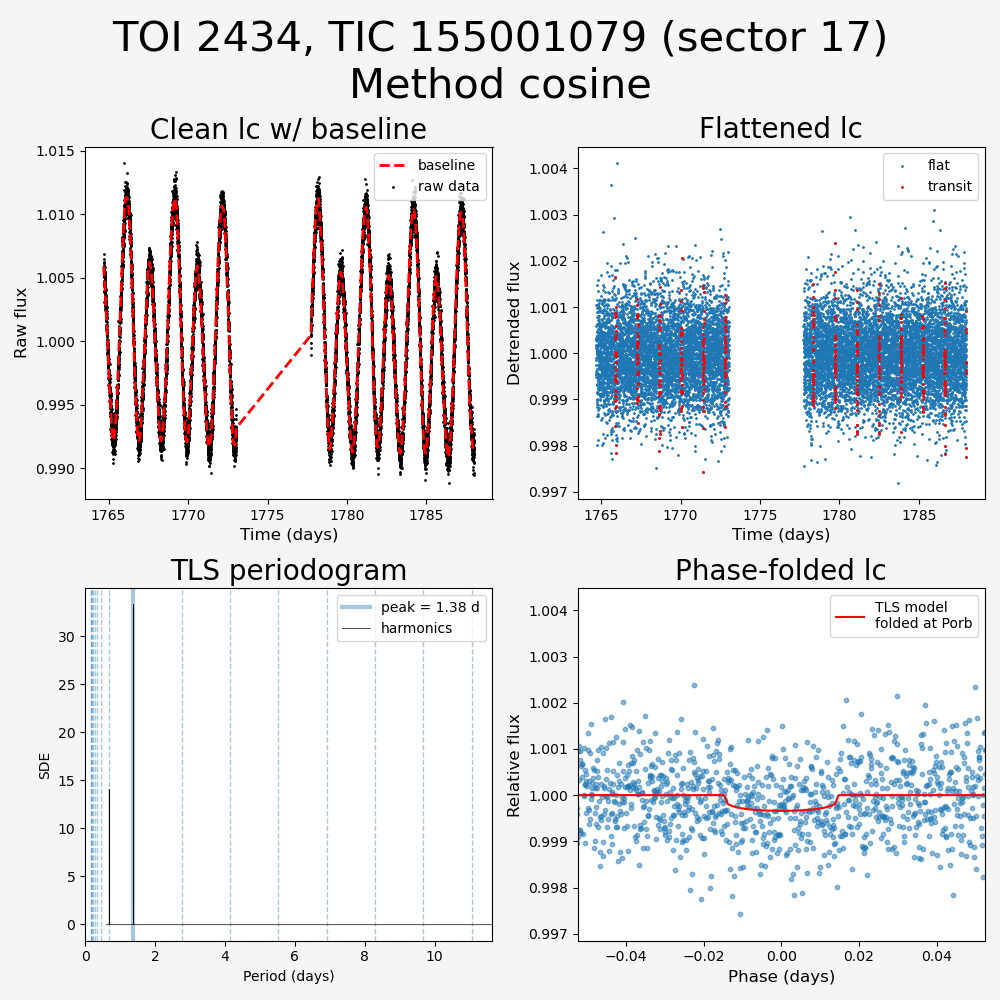 TOI 2434, TIC 155001079 (sector 17)
Method cosine
Clean lc w/ baseline
1.015
1.010
1.005
1.000
0.995
0.990
Raw flux
baseline
raw data
1765
1770
1775
1780
1785
Time (days)
Flattened lc
1.004
1.003
1.002
1.001
1.000
0.999
0.998
0.997
Detrended flux
flat
transit
1765
1770
1775
1780
1785
Time (days)
TLS periodogram
30
25
20
15
10
5
0
SDE
peak = 1.38 d
harmonics
0
2
4
6
8
10
Period (days)
Phase-folded lc
1.004
1.003
1.002
1.001
1.000
0.999
0.998
0.997
Relative flux
TLS model
folded at Porb
−0.04
−0.02
0.00
0.02
0.04
Phase (days)